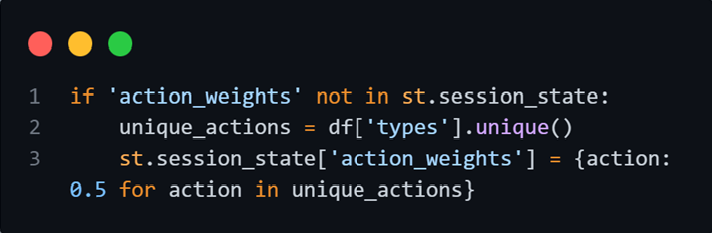 1 if 'action_weights' not in st.session_state:
2     unique_actions = df['types'].unique()
3     st.session_state['action_weights'] = {action:
0.5 for action in unique_actions}